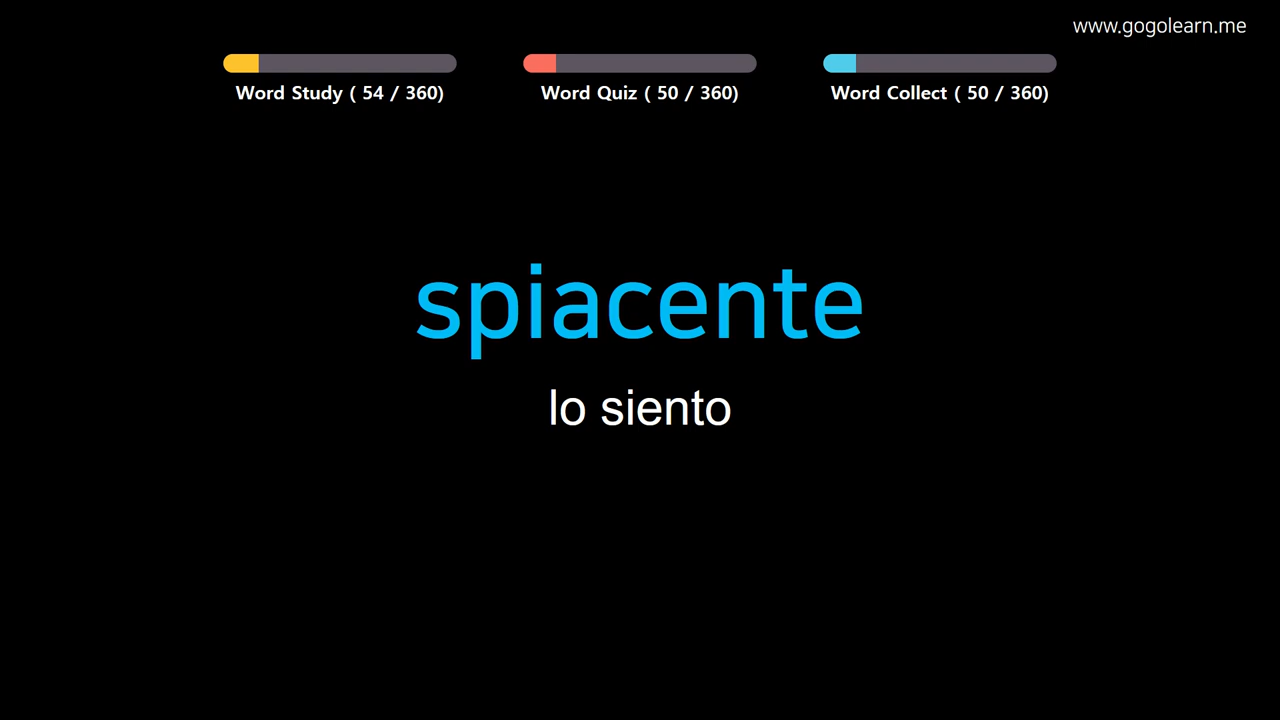 www.gogolearn.me
Word Study ( 54 / 360)
Word Quiz ( 50 / 360)
Word Collect ( 50 / 360)
spiacente
lo siento